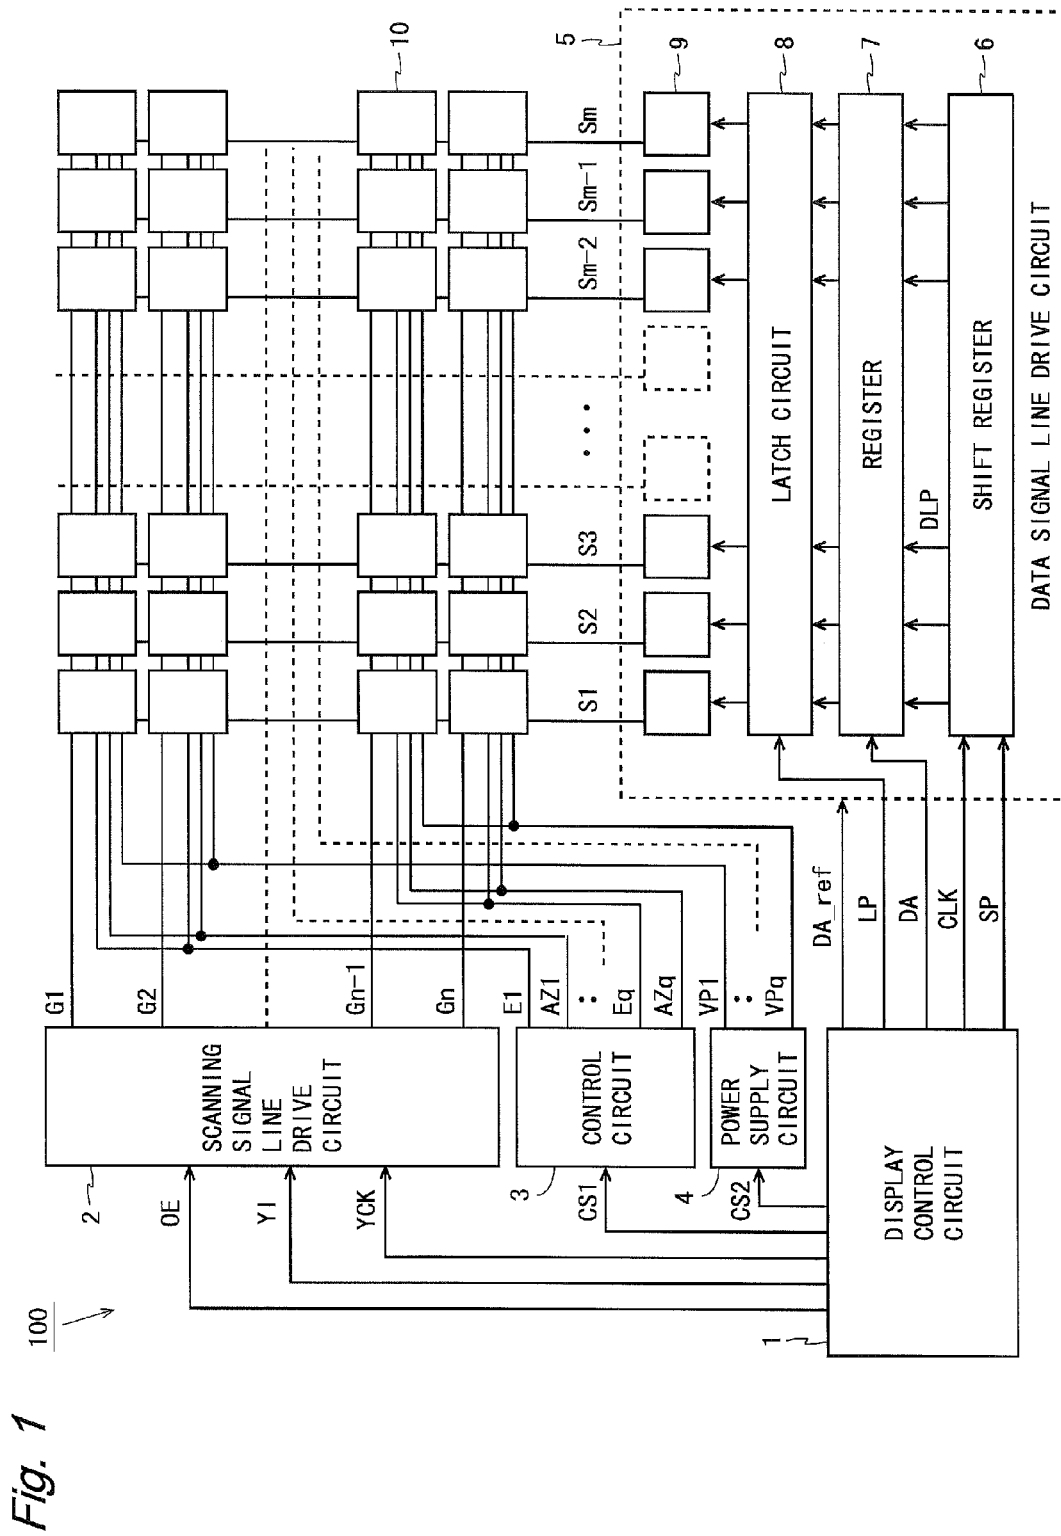 Fig. 1
100
1
DISPLAY
CONTROL
CIRCUIT
OE
YI
YCK
CS1
CS2
2
SCANNING
SIGNAL
LINE
DRIVE
CIRCUIT
3
CONTROL
CIRCUIT
4
POWER
SUPPLY
CIRCUIT
G1
G2
Gn-1
Gn
E1
AZ1
Eq
AZq
VP1
VPq
DA_ref
LP
DA
CLK
SP
10
S1
S2
S3
Sm-2
Sm-1
Sm
5
9
8
LATCH CIRCUIT
7
REGISTER
DLP
6
SHIFT REGISTER
DATA SIGNAL LINE DRIVE CIRCUIT